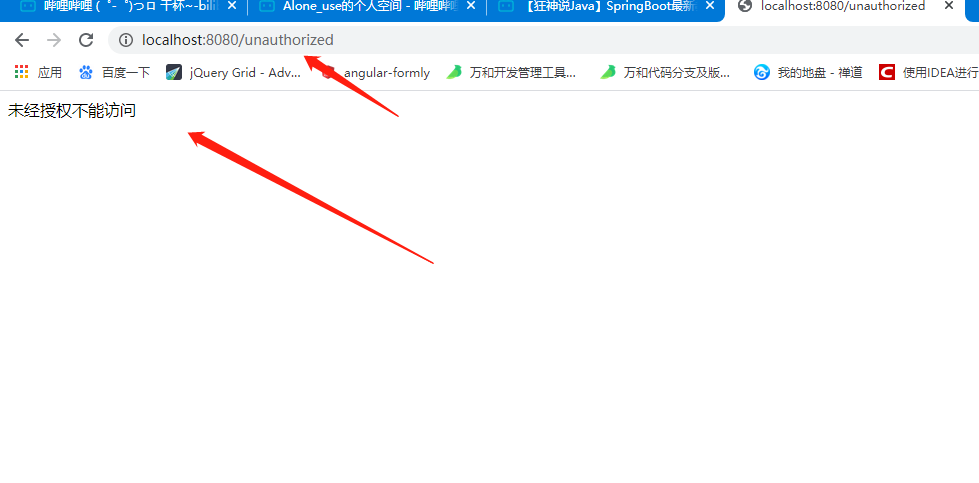 哔哩哔哩 (゜-゜)つロ 干杯~-bili
Alone_use的个人空间 - 哔哩哔
【狂神说Java】SpringBoot最新
localhost:8080/unauthorized
localhost:8080/unauthorized
应用 百度一下 jQuery Grid - Adv... angular-formly 万和开发管理工具... 万和代码分支及版... 我的地盘 - 禅道 使用IDEA进行
未经授权不能访问